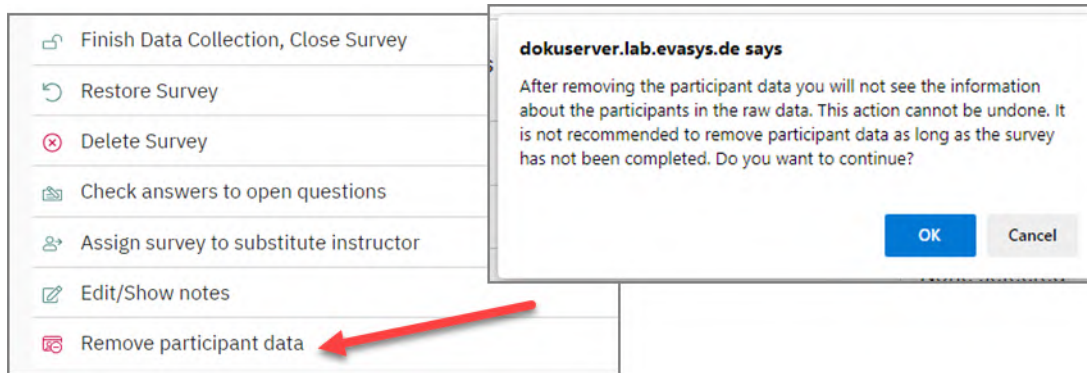 Finish Data Collection, Close Survey
Restore Survey
Delete Survey
Check answers to open questions
Assign survey to substitute instructor
Edit/Show notes
Remove participant data
dokuserver.lab.evasys.de says
After removing the participant data you will not see the information
about the participants in the raw data. This action cannot be undone. It
is not recommended to remove participant data as long as the survey
has not been completed. Do you want to continue?
OK
Cancel